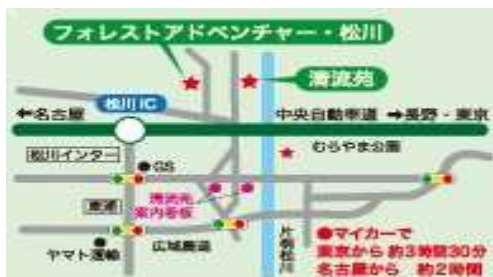 フォレストアドベンチャー・松川
清流苑
松川IC
←名古屋
中央自動車道 →長野・東京
松川インター
GS
むらやま公園
清流苑
案内看板
ヤマト運輸
広域農道
片桐松川
●マイカーで
東京から 約3時間30分
名古屋から 約2時間